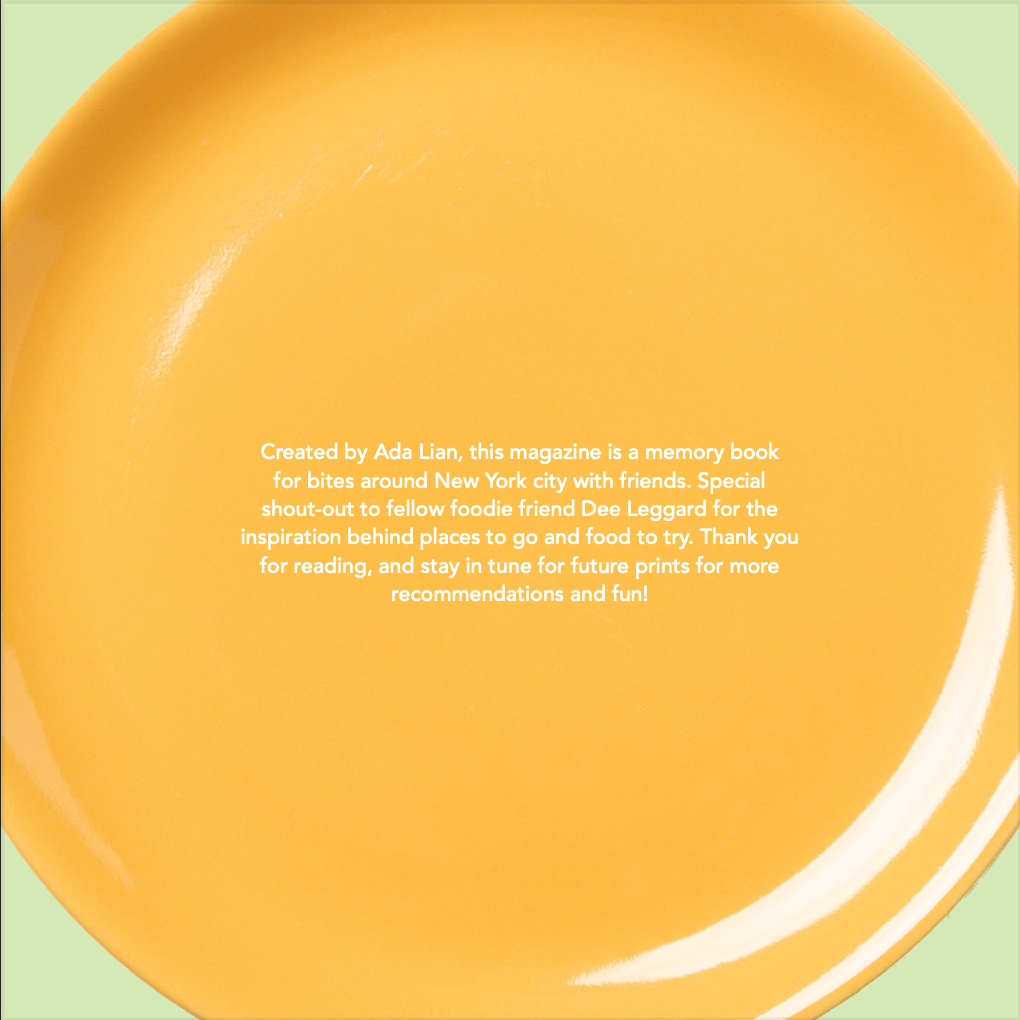 Created by Ada Lian, this magazine is a memory book
for bites around New York city with friends. Special
shout-out to fellow foodie friend Dee Leggard for the
inspiration behind places to go and food to try. Thank you
for reading, and stay in tune for future prints for more
recommendations and fun!